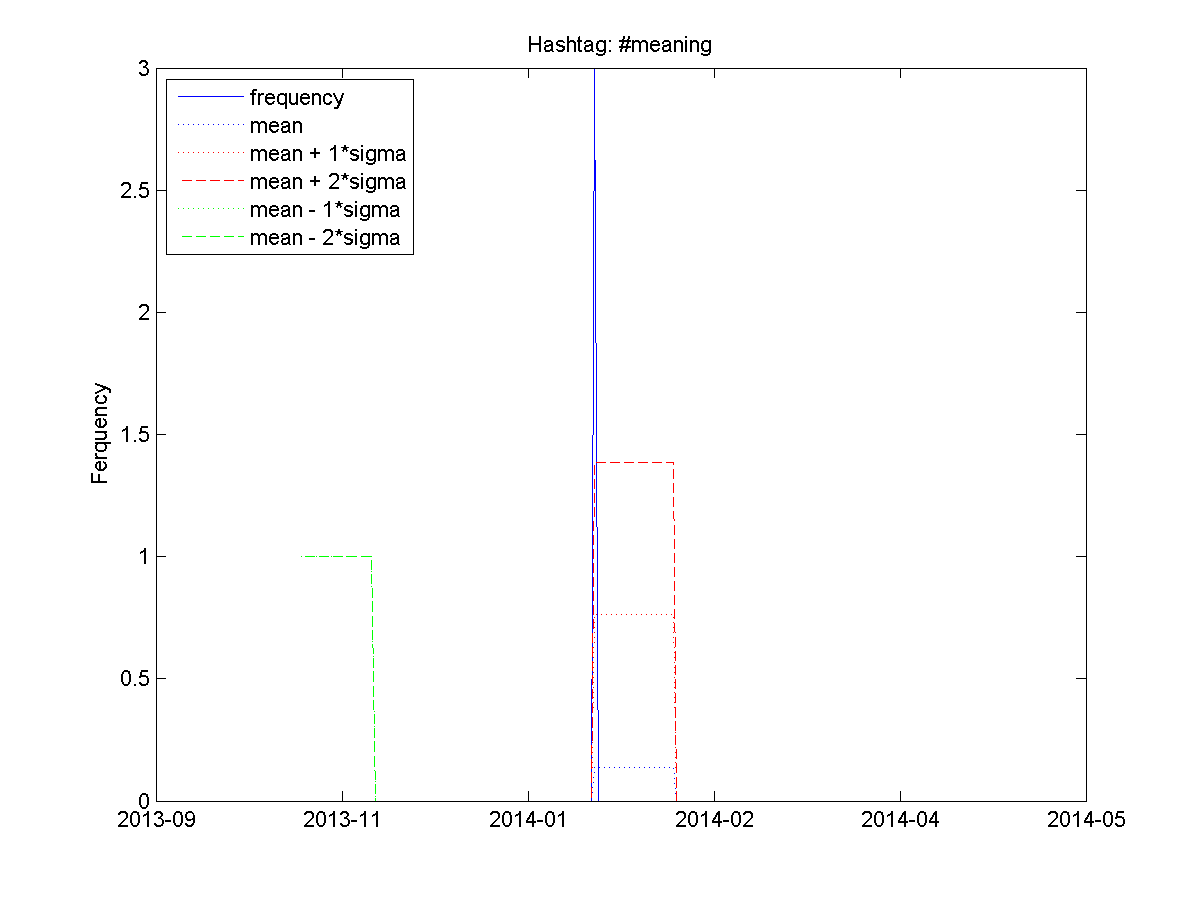 Hashtag: #meaning
3
frequency
mean
mean + 1*sigma
mean + 2*sigma
mean - 1*sigma
mean - 2*sigma
2.5
2
1.5
1
0.5
0
Ferquency
2013-09 2013-11 2014-01 2014-02 2014-04 2014-05